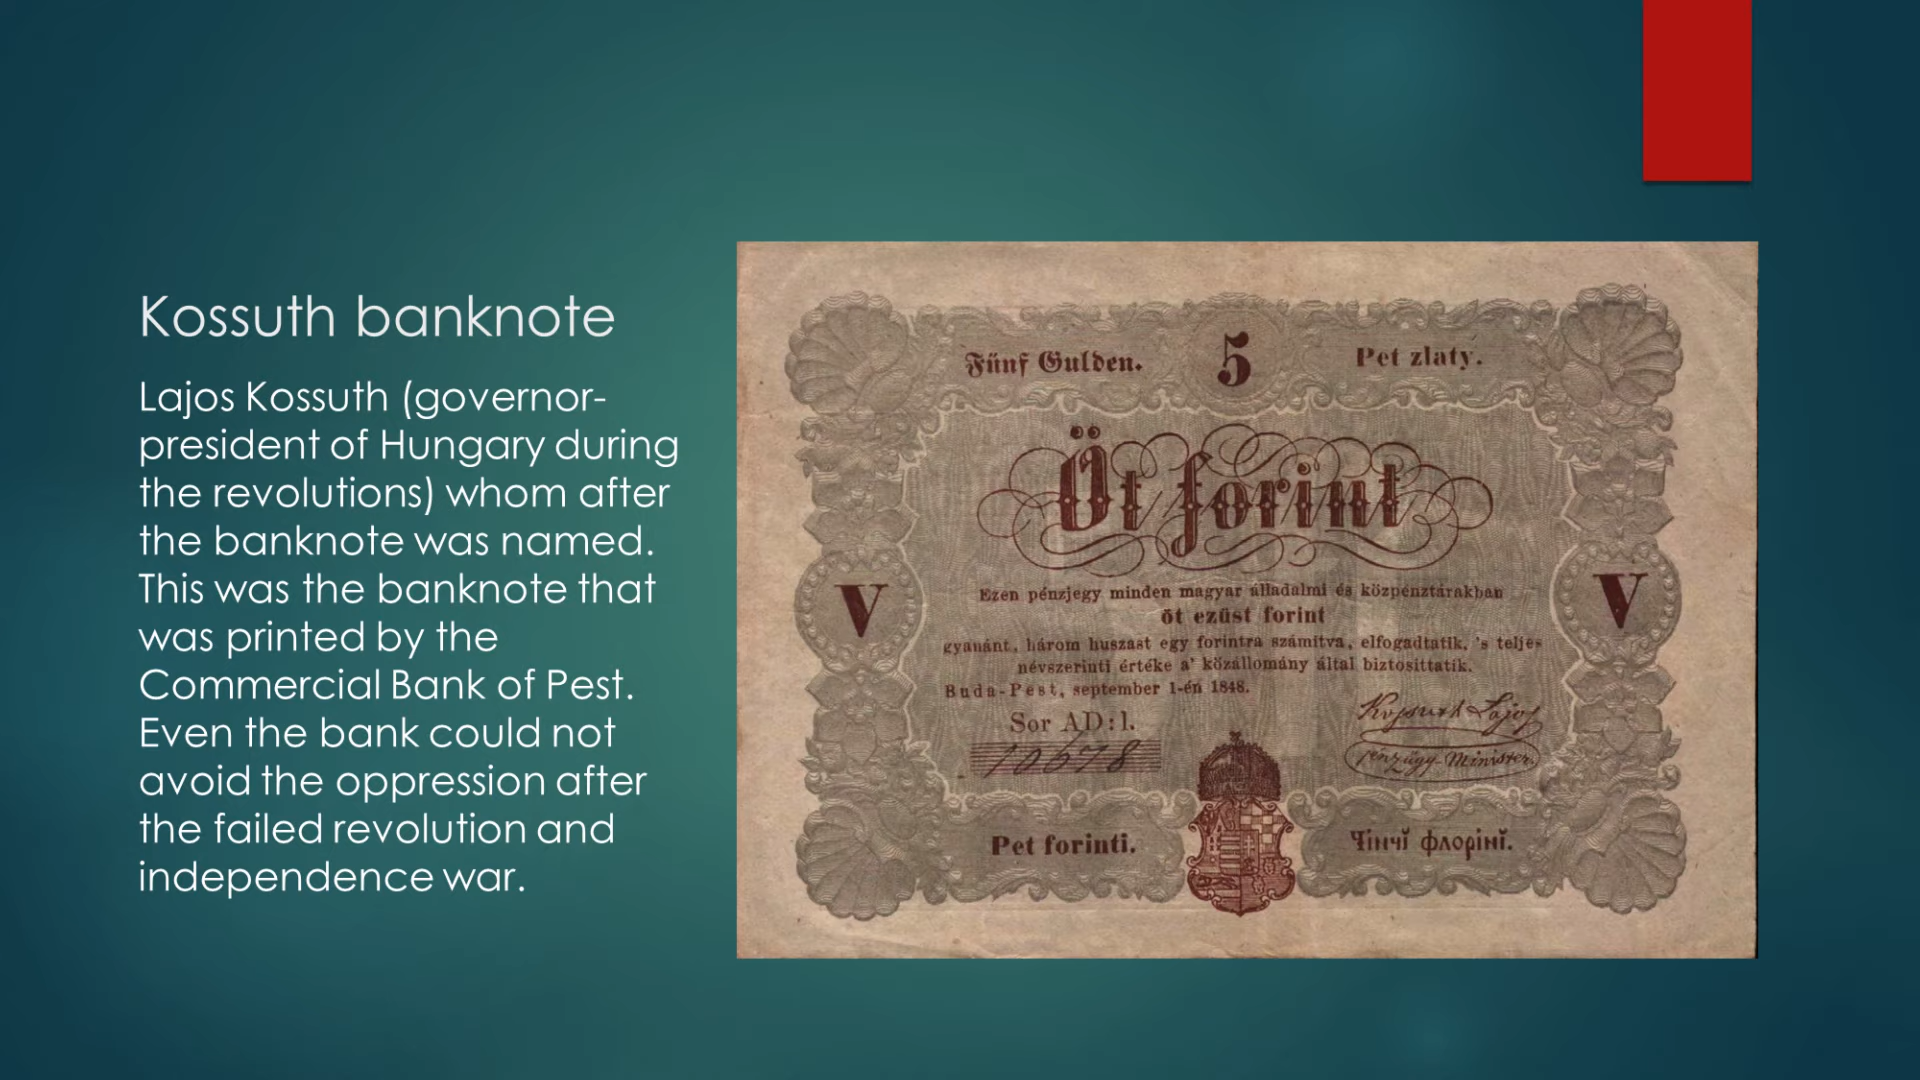 Kossuth banknote
Lajos Kossuth (governor-
president of Hungary during
the revolutions) whom after
the banknote was named.
This was the banknote that
was printed by the
Commercial Bank of Pest.
Even the bank could not
avoid the oppression after
the failed revolution and
independence war.
Fünf Gulden.
5
Pet zlaty.
Öt forint
V
V
Ezen pénzjegy minden magyar álladalmi és közpénztárakban
öt ezüst forint
gyanánt, három huszast egy forintra számítva, elfogadtatik, 's teljes
névszerinti értéke a' közállomány által biztosittatik.
Buda-Pest, september 1-én 1848.
Sor AD:1.
10678
Kossuth Lajos
pénzügy-Minister.
Pet forinti.
Чінчĭ флорінĭ.